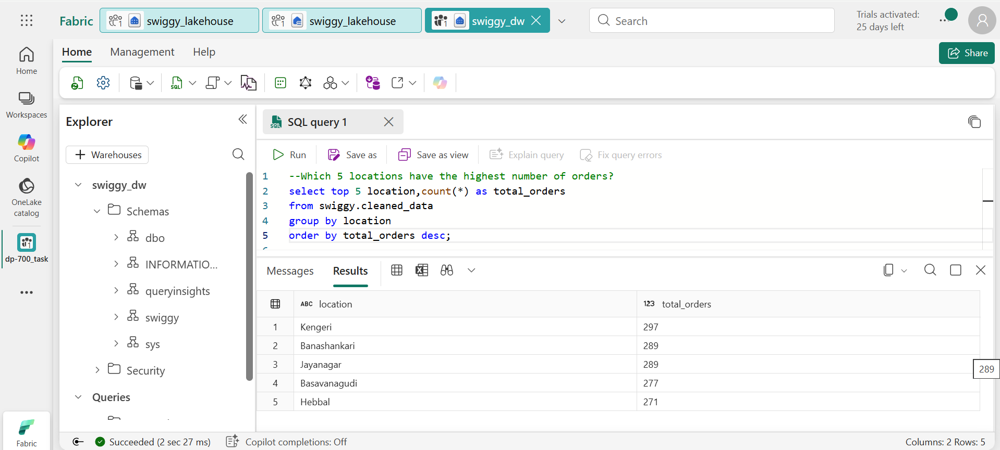 Fabric
swiggy_lakehouse
swiggy_lakehouse
swiggy_dw
Search
Trials activated:
25 days left
Home
Management
Help
Share
Home
Workspaces
Copilot
OneLake
catalog
dp-700_task
Fabric
Explorer
Warehouses
swiggy_dw
Schemas
dbo
INFORMATIO...
queryinsights
swiggy
sys
Security
Queries
SQL query 1
Run
Save as
Save as view
Explain query
Fix query errors
1 --Which 5 locations have the highest number of orders?
2 select top 5 location,count(*) as total_orders
3 from swiggy.cleaned_data
4 group by location
5 order by total_orders desc;
Messages
Results
ABC location 123 total_orders
1 Kengeri 297
2 Banashankari 289
3 Jayanagar 289
4 Basavanagudi 277
5 Hebbal 271
289
Succeeded (2 sec 27 ms)
Copilot completions: Off
Columns: 2 Rows: 5